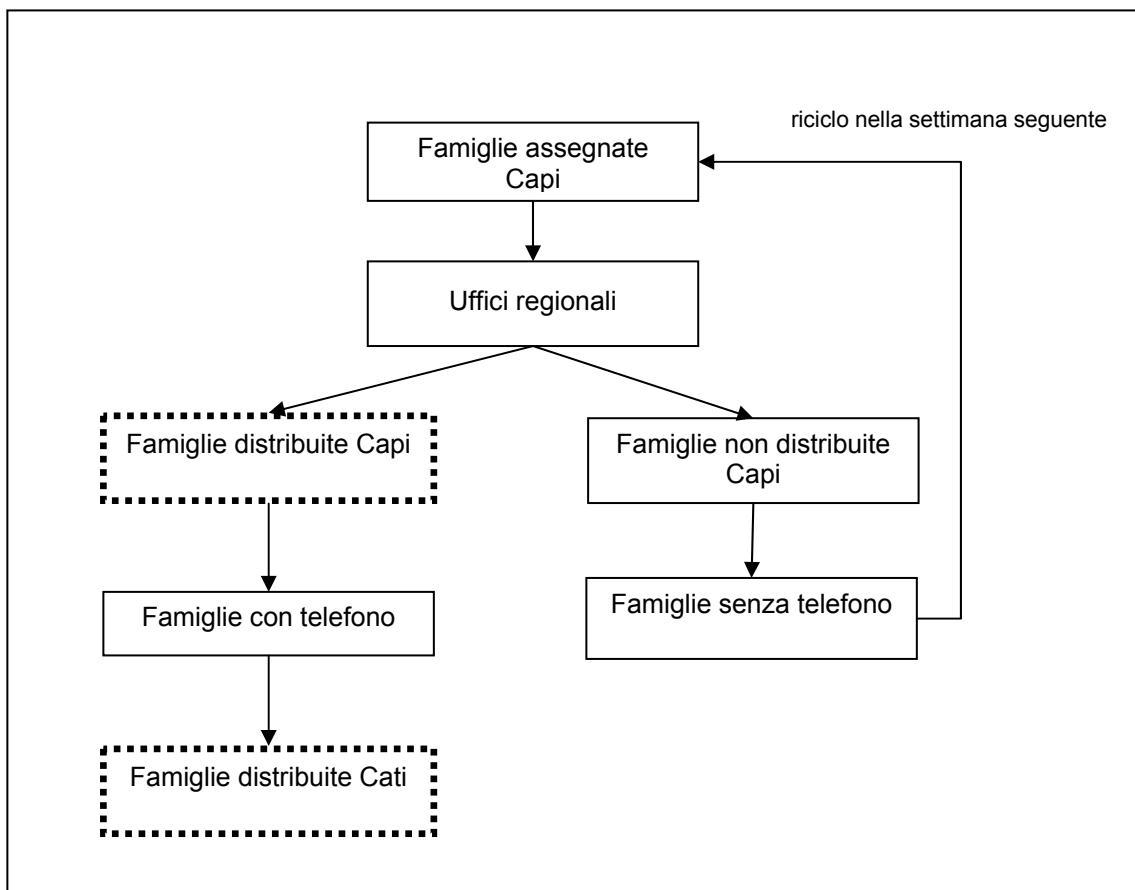 riciclo nella settimana seguente
Famiglie assegnate
Capi
Uffici regionali
Famiglie distribuite Capi
Famiglie non distribuite
Capi
Famiglie con telefono
Famiglie senza telefono
Famiglie distribuite Cati